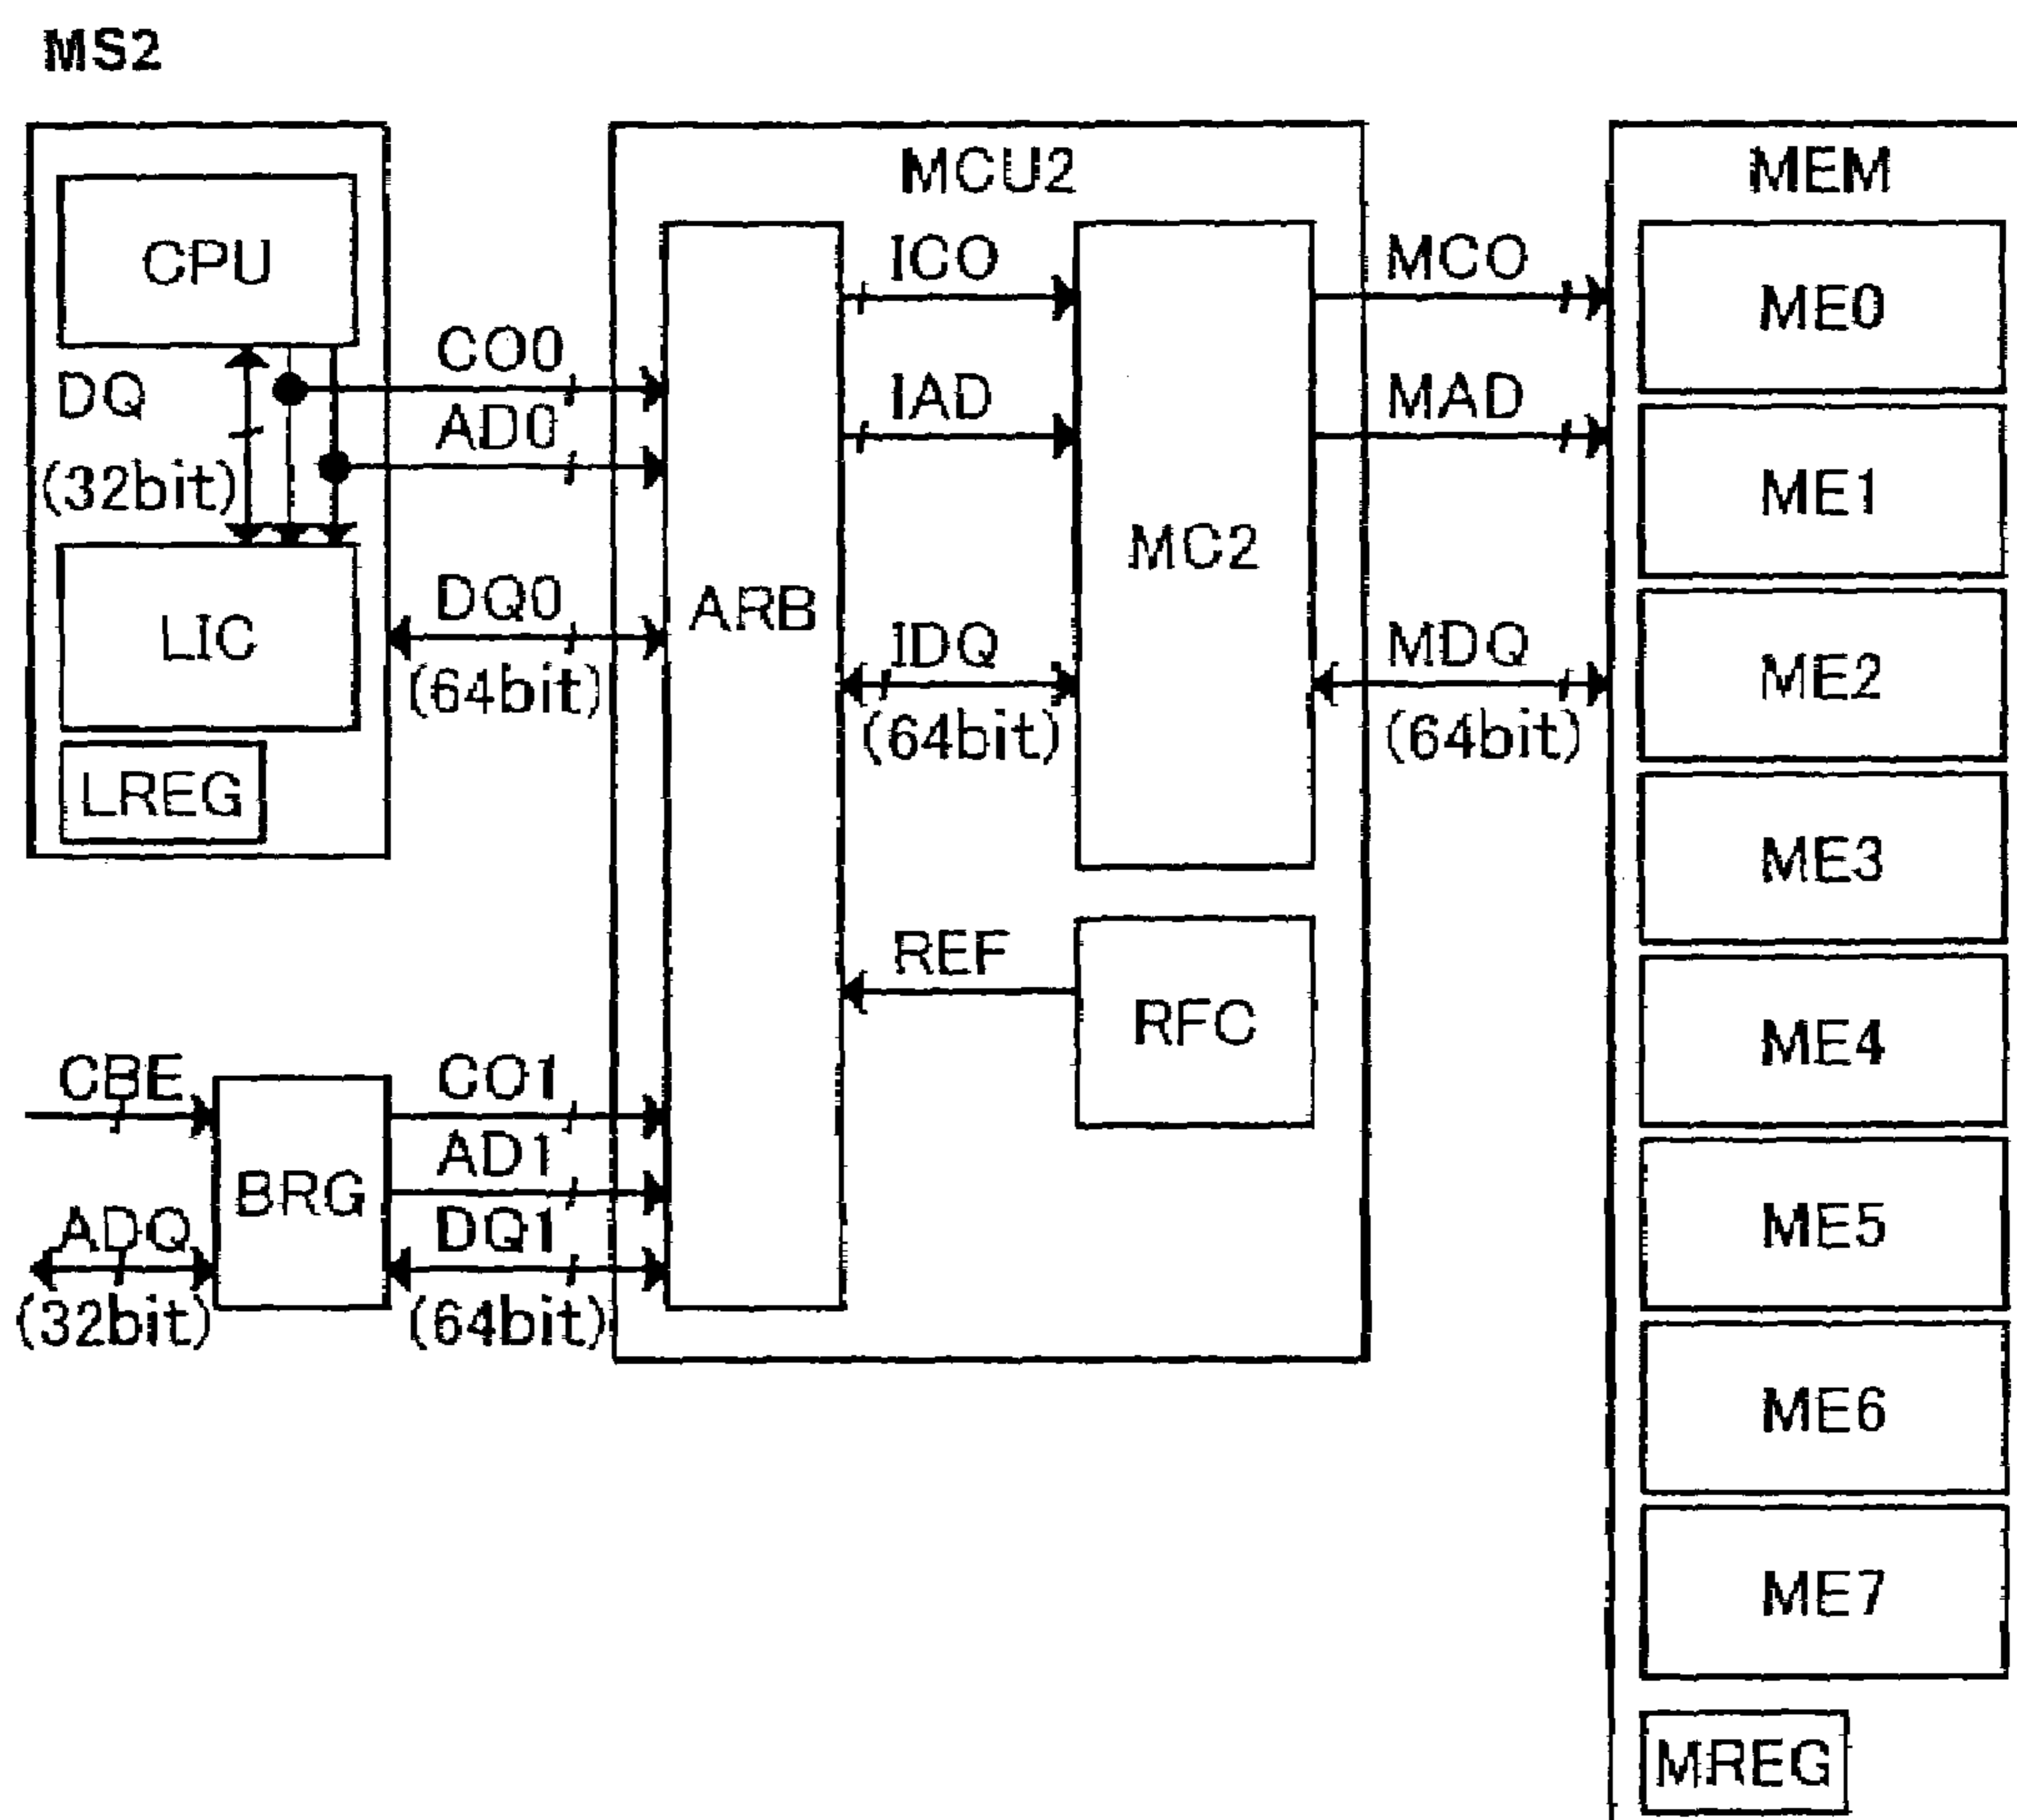 MS2
CPU
DQ
(32bit)
LIC
LREG
CO0
AD0
DQ0
(64bit)
CBE
ADQ
(32bit)
BRG
CO1
AD1
DQ1
(64bit)
MCU2
ARB
ICO
IAD
IDQ
(64bit)
REF
MC2
RFC
MCO
MAD
MDQ
(64bit)
MEM
ME0
ME1
ME2
ME3
ME4
ME5
ME6
ME7
MREG